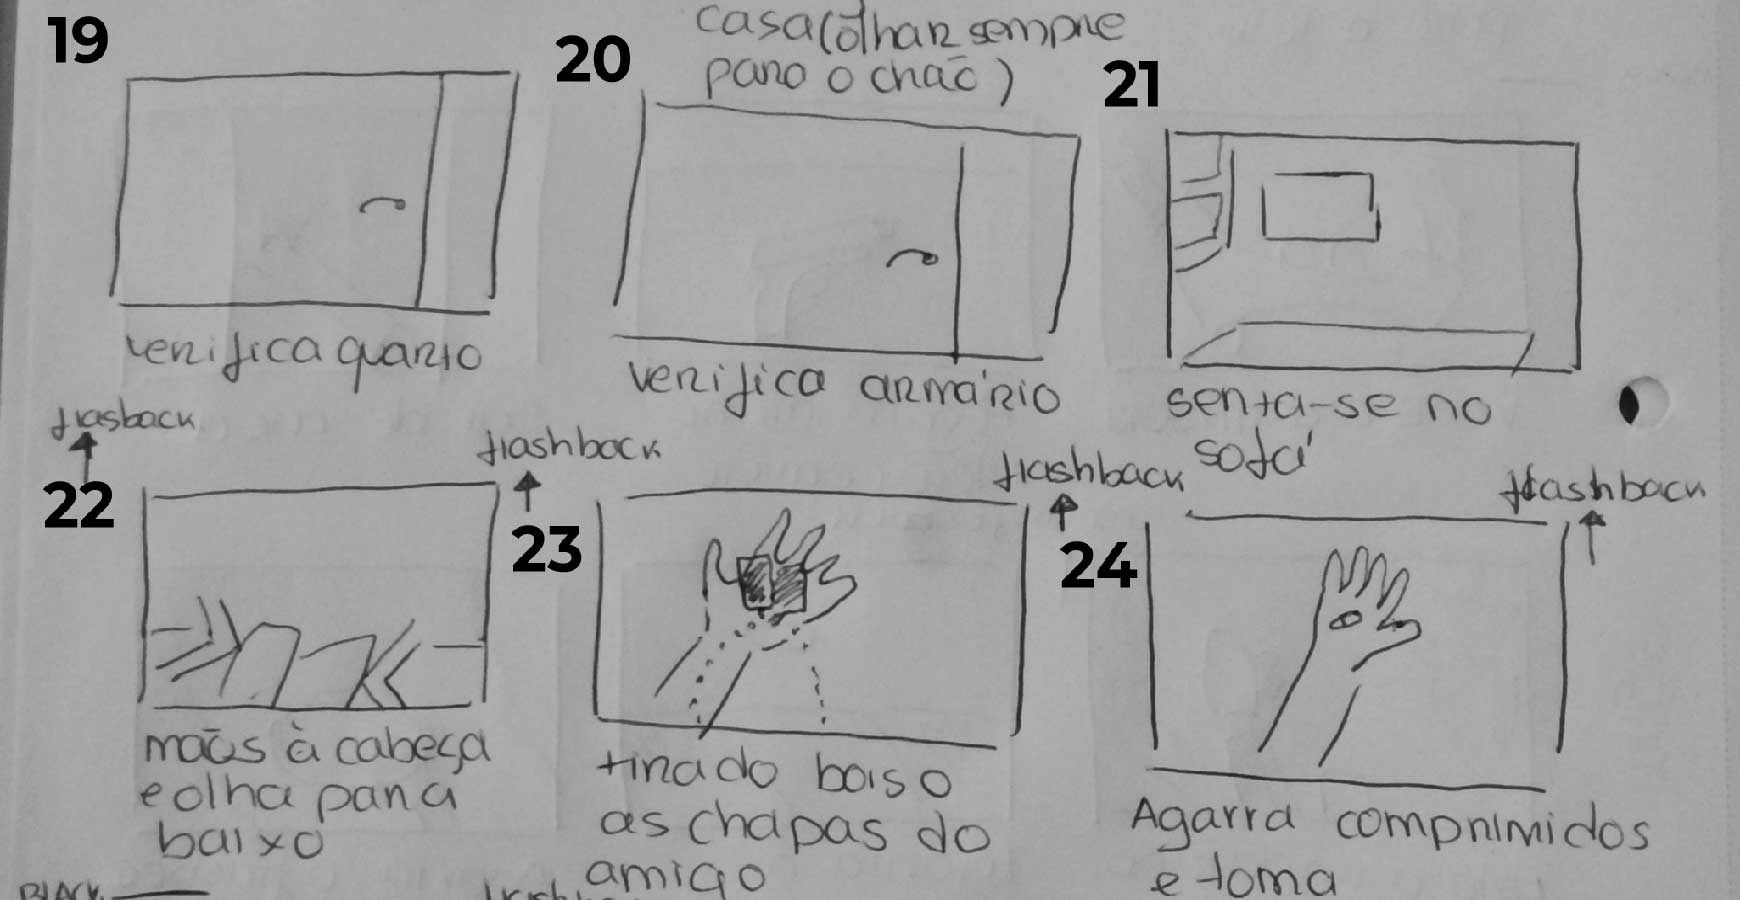 casa (olhar sempre
para o chão)
19
20
21
verifica quarto
verifica armário
senta-se no
sofá
flasback
flashback
flashback
flashback
22
23
24
mãos à cabeça
e olha para
baixo
tira do bolso
as chapas do
amigo
Agarra comprimidos
e toma
BLACK